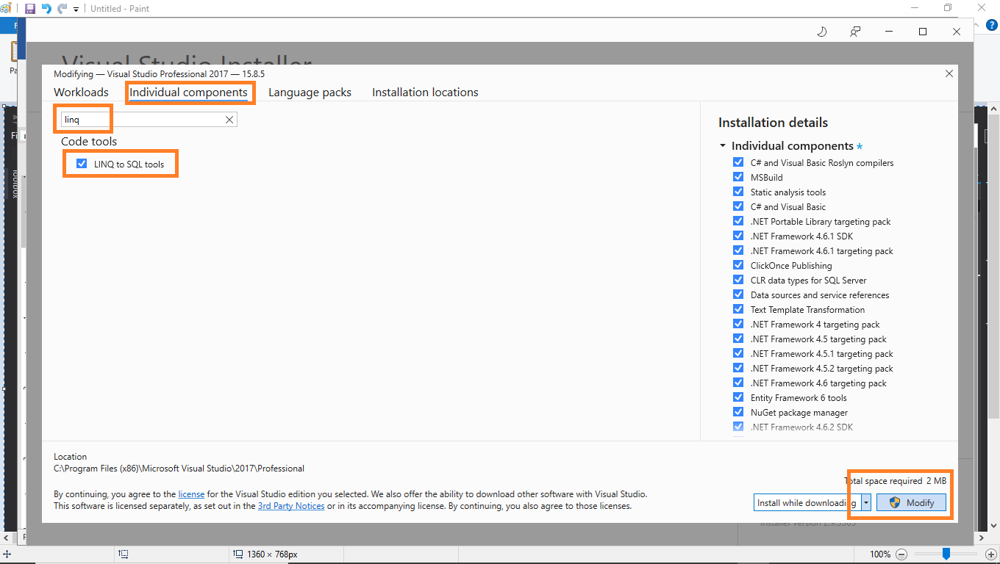 Untitled - Paint
Visual Studio Installer
Modifying — Visual Studio Professional 2017 — 15.8.5
Workloads
Individual components
Language packs
Installation locations
linq
Code tools
LINQ to SQL tools
Installation details
Individual components *
C# and Visual Basic Roslyn compilers
MSBuild
Static analysis tools
C# and Visual Basic
.NET Portable Library targeting pack
.NET Framework 4.6.1 SDK
.NET Framework 4.6.1 targeting pack
ClickOnce Publishing
CLR data types for SQL Server
Data sources and service references
Text Template Transformation
.NET Framework 4 targeting pack
.NET Framework 4.5 targeting pack
.NET Framework 4.5.1 targeting pack
.NET Framework 4.5.2 targeting pack
.NET Framework 4.6 targeting pack
Entity Framework 6 tools
NuGet package manager
.NET Framework 4.6.2 SDK
Location
C:\Program Files (x86)\Microsoft Visual Studio\2017\Professional
By continuing, you agree to the license for the Visual Studio edition you selected. We also offer the ability to download other software with Visual Studio.
This software is licensed separately, as set out in the 3rd Party Notices or in its accompanying license. By continuing, you also agree to those licenses.
Total space required 2 MB
Install while downloading
Modify
Toolbox
1360 × 768px
100%